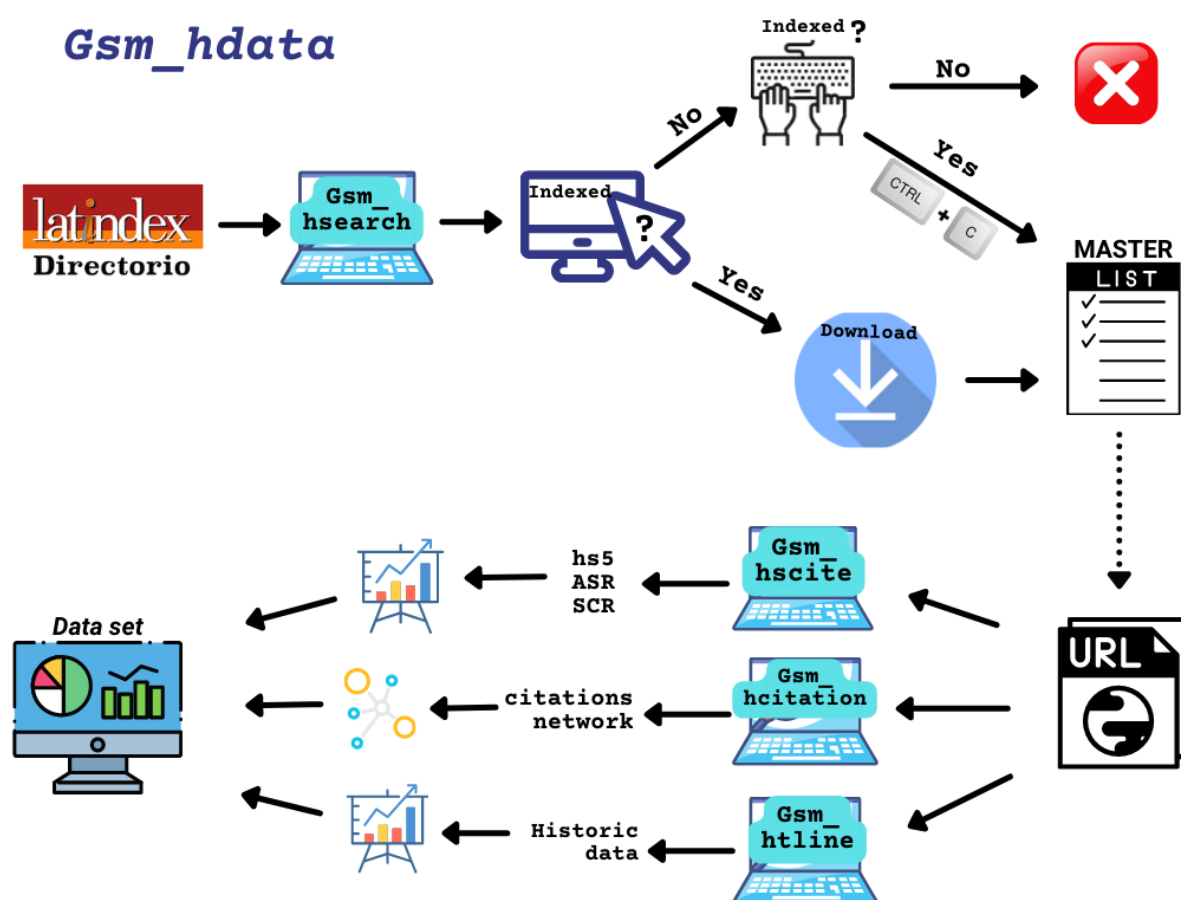 Gsm_hdata
Indexed ?
No
No
Yes
CTRL
+
C
latindex
Directorio
Gsm_
hsearch
Indexed
?
Yes
Download
MASTER
LIST
hs5
ASR
SCR
Gsm_
hscite
Data set
citations
network
Gsm_
hcitation
URL
Historic
data
Gsm_
htline